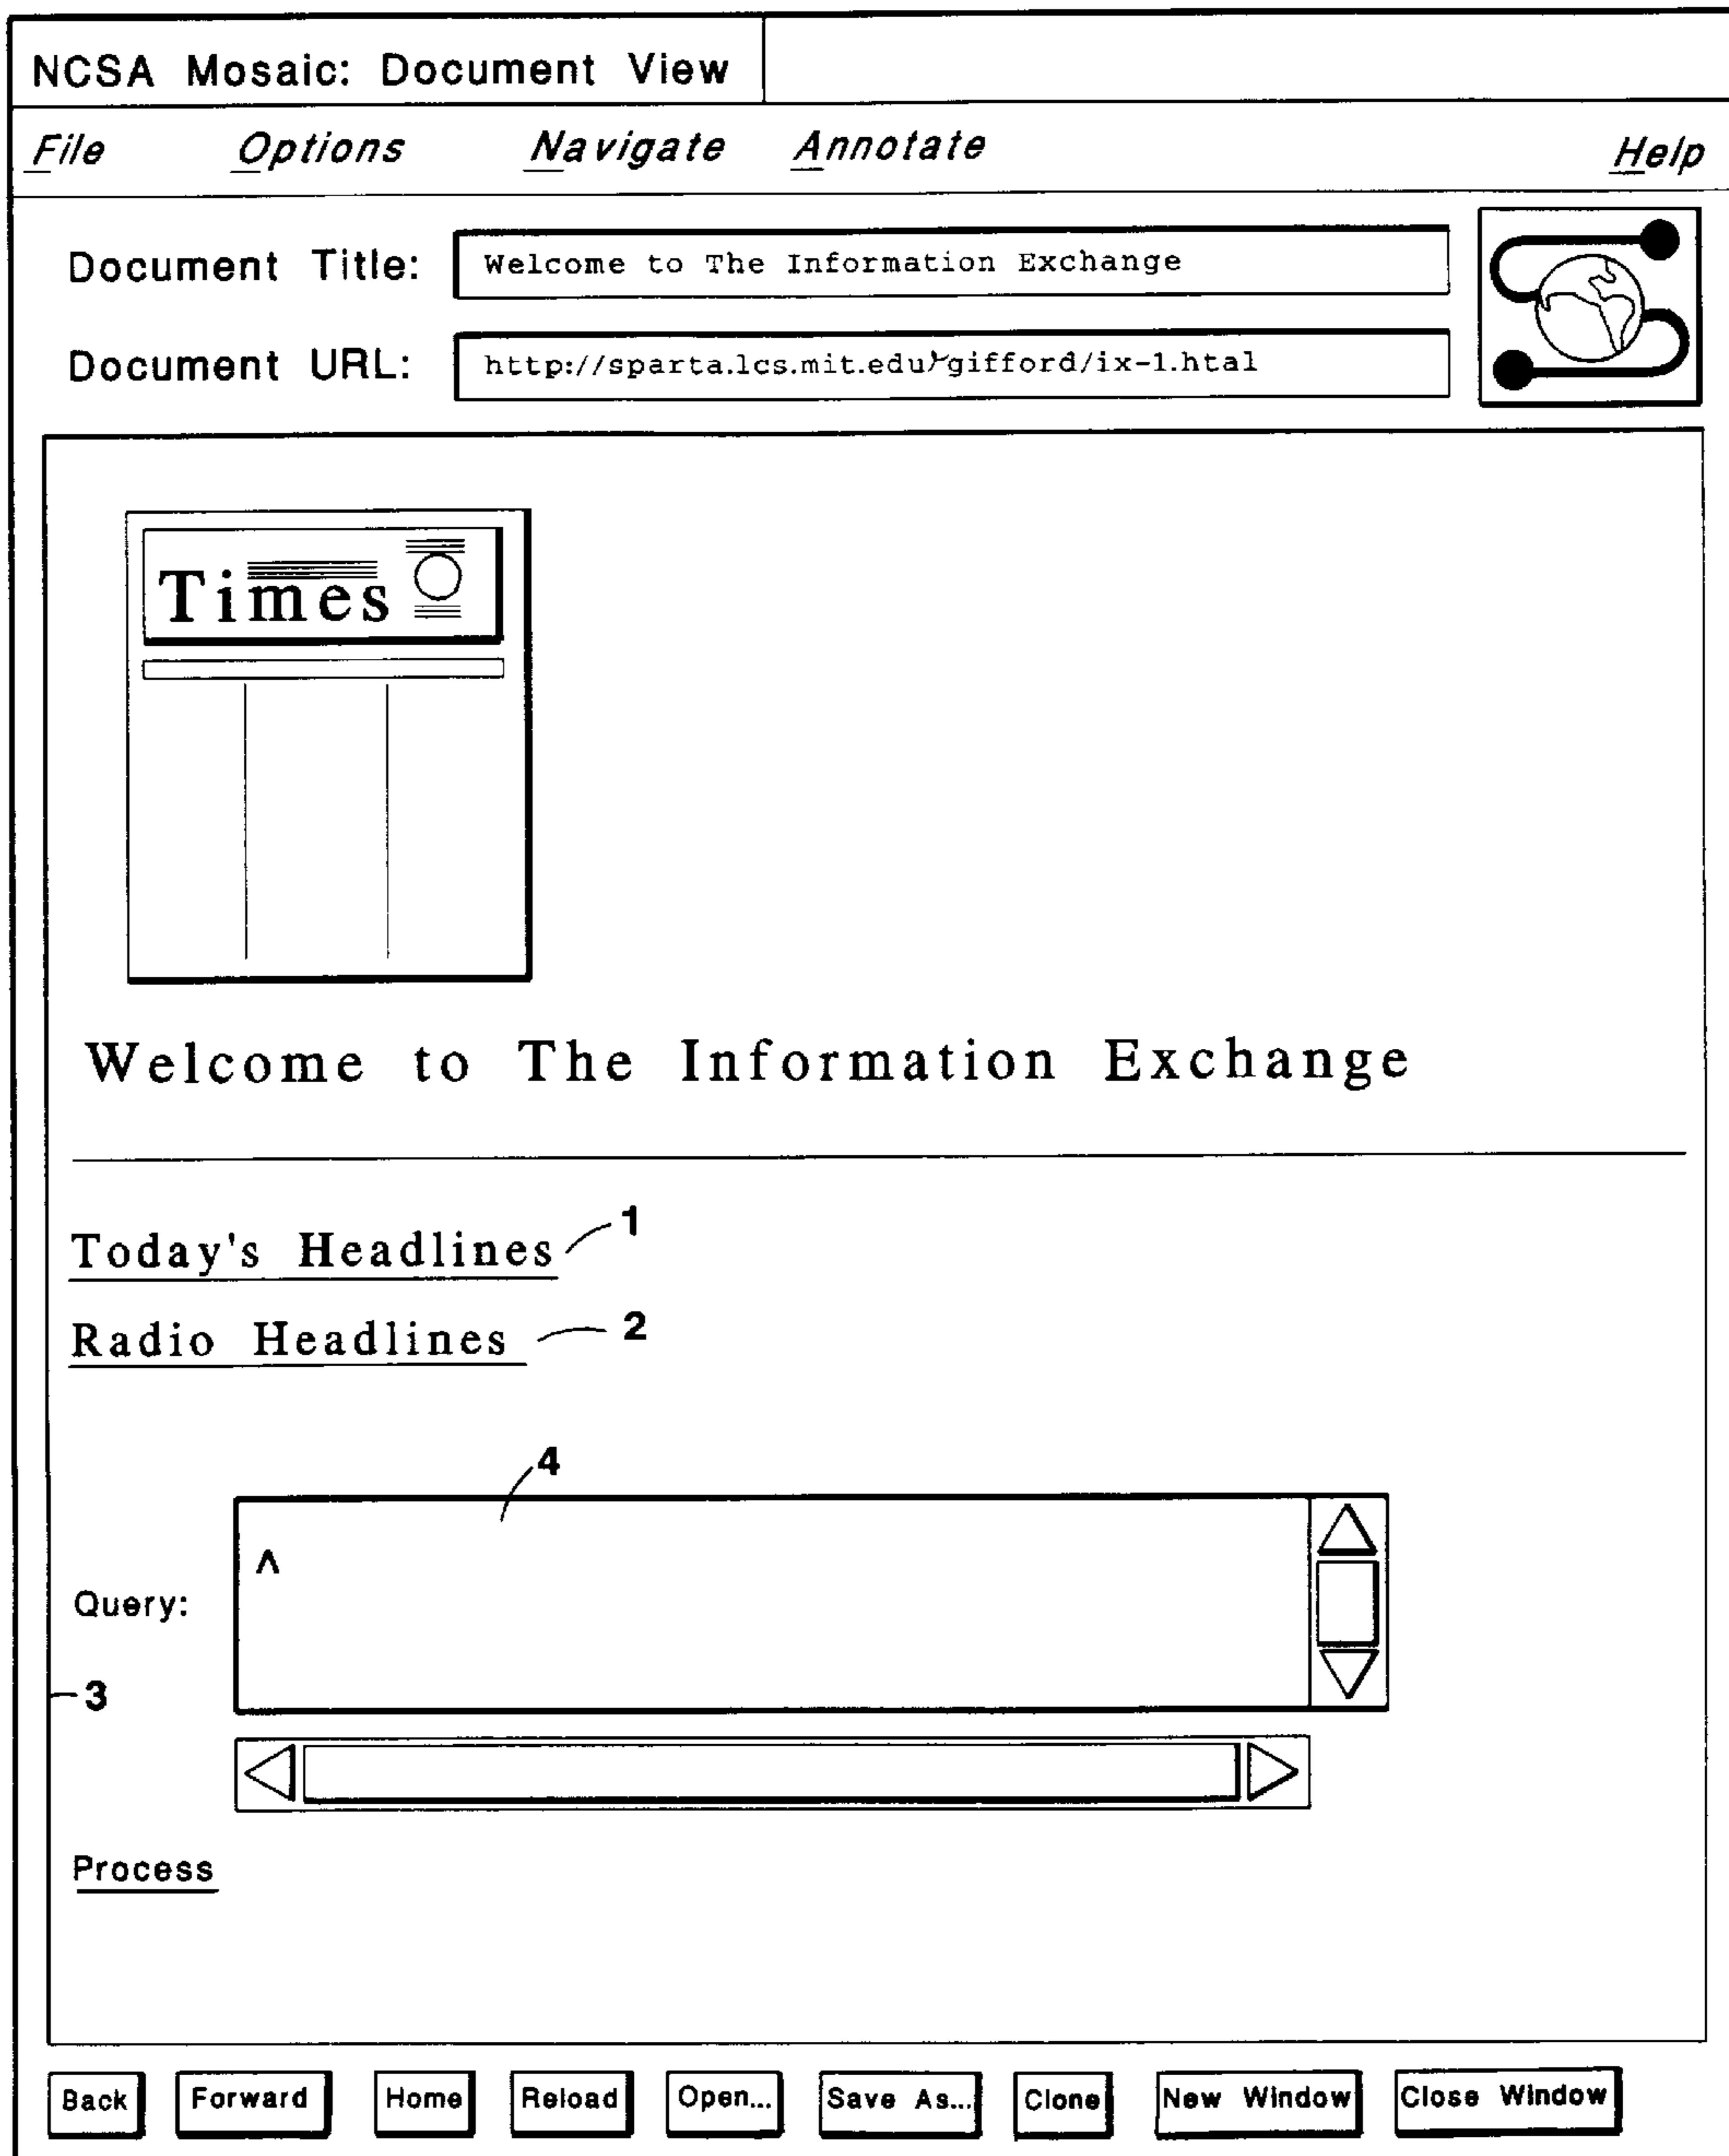 NCSA Mosaic: Document View
File Options Navigate Annotate Help
Document Title: Welcome to The Information Exchange
Document URL: http://sparta.lcs.mit.edu/~gifford/ix-1.htal
Times
Welcome to The Information Exchange
Today's Headlines 1
Radio Headlines 2
4
^
Query:
3
Process
Back Forward Home Reload Open... Save As... Clone New Window Close Window